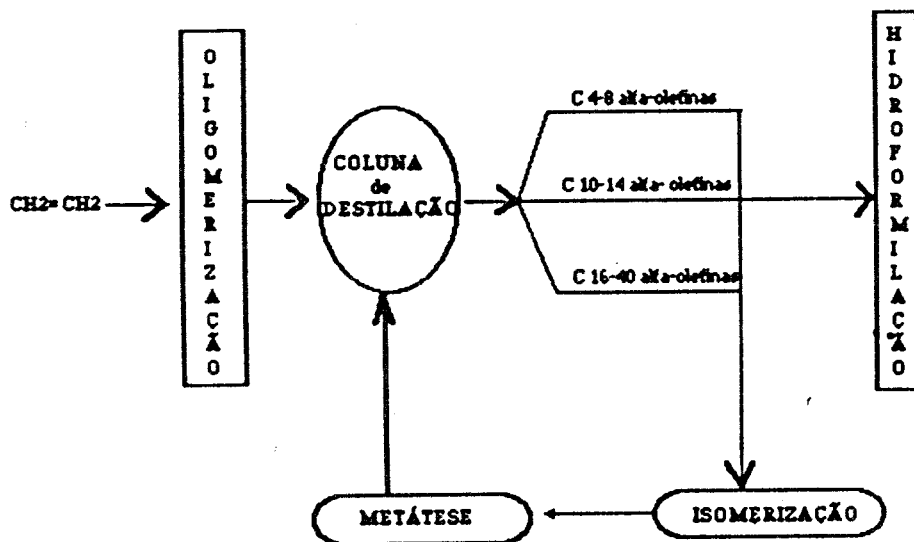 CH2=CH2
OLIGOMERIZAÇÃO
COLUNA
de
DESTILAÇÃO
C 4-8 alfa-olefinas
C 10-14 alfa- olefinas
C 16-40 alfa-olefinas
HIDROFORMILAÇÃO
METÁTESE
ISOMERIZAÇÃO